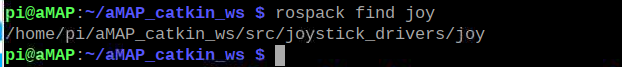 pi@aMAP:~/aMAP_catkin_ws $ rospack find joy
/home/pi/aMAP_catkin_ws/src/joystick_drivers/joy
pi@aMAP:~/aMAP_catkin_ws $